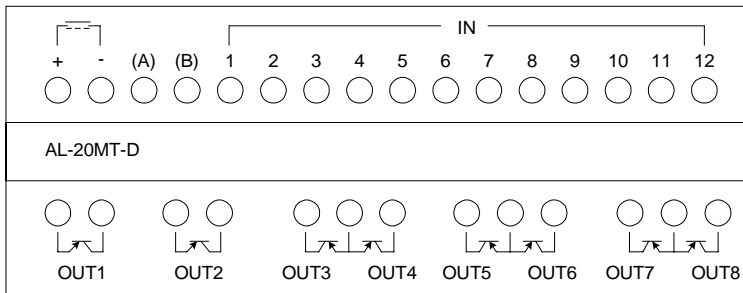 IN
+ - (A) (B) 1 2 3 4 5 6 7 8 9 10 11 12
AL-20MT-D
OUT1 OUT2 OUT3 OUT4 OUT5 OUT6 OUT7 OUT8